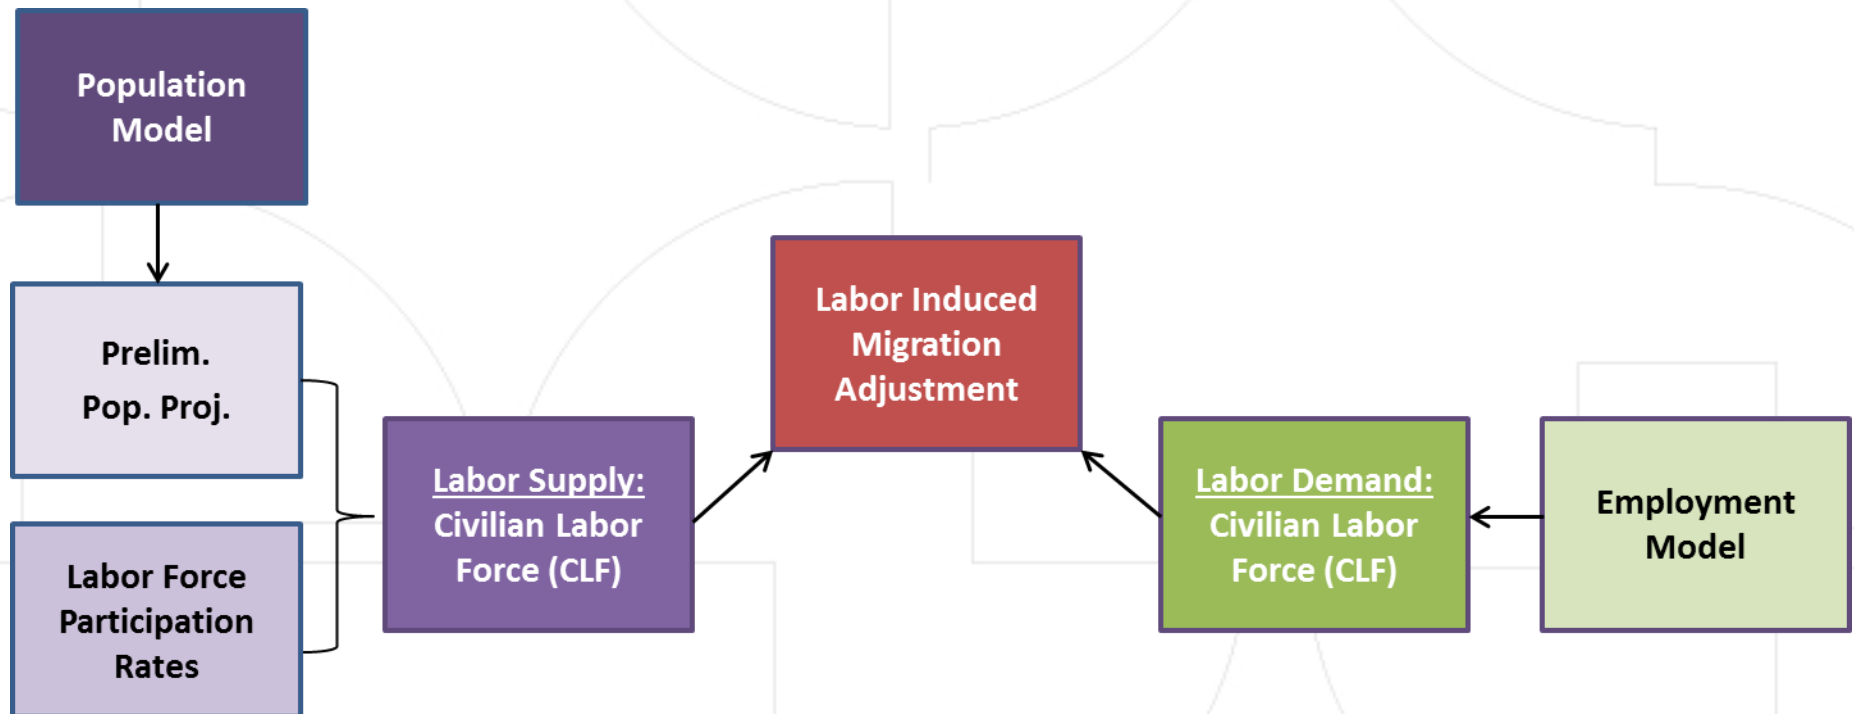 Population
Model
Prelim.
Pop. Proj.
Labor Force
Participation
Rates
Labor Supply:
Civilian Labor
Force (CLF)
Labor Induced
Migration
Adjustment
Labor Demand:
Civilian Labor
Force (CLF)
Employment
Model